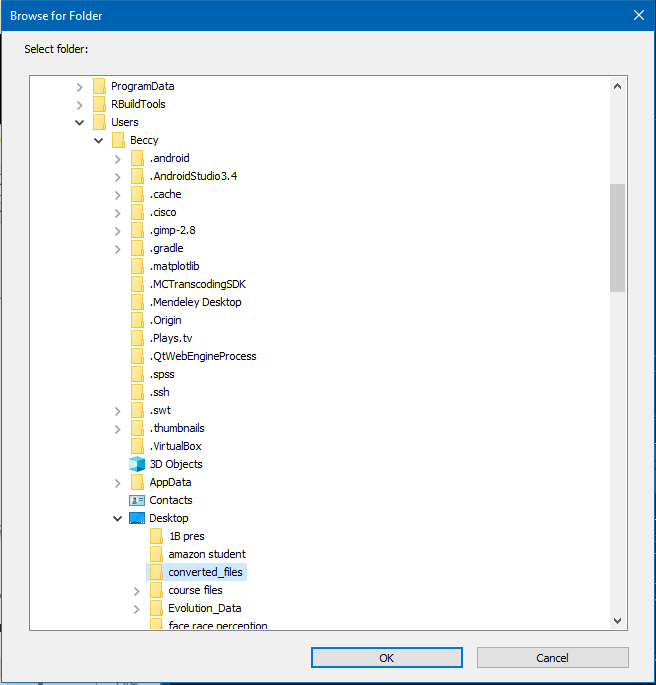 Browse for Folder
Select folder:
ProgramData
RBuildTools
Users
Beccy
.android
.AndroidStudio3.4
.cache
.cisco
.gimp-2.8
.gradle
.matplotlib
.MCTranscodingSDK
.Mendeley Desktop
.Origin
.Plays.tv
.QtWebEngineProcess
.spss
.ssh
.swt
.thumbnails
.VirtualBox
3D Objects
AppData
Contacts
Desktop
1B pres
amazon student
converted_files
course files
Evolution_Data
face race perception
OK Cancel